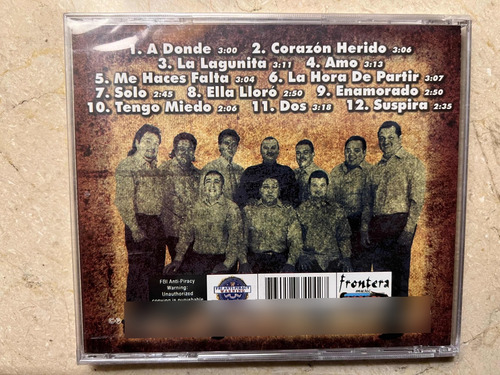 1. A Donde 3:00 2. Corazón Herido 3:06
3. La Lagunita 3:11 4. Amo 3:13
5. Me Haces Falta 3:04 6. La Hora De Partir 3:07
7. Solo 2:45 8. Ella Lloró 2:50 9. Enamorado 2:50
10. Tengo Miedo 2:06 11. Dos 3:18 12. Suspira 2:35
FBI Anti-Piracy
Warning:
Unauthorized
frontera